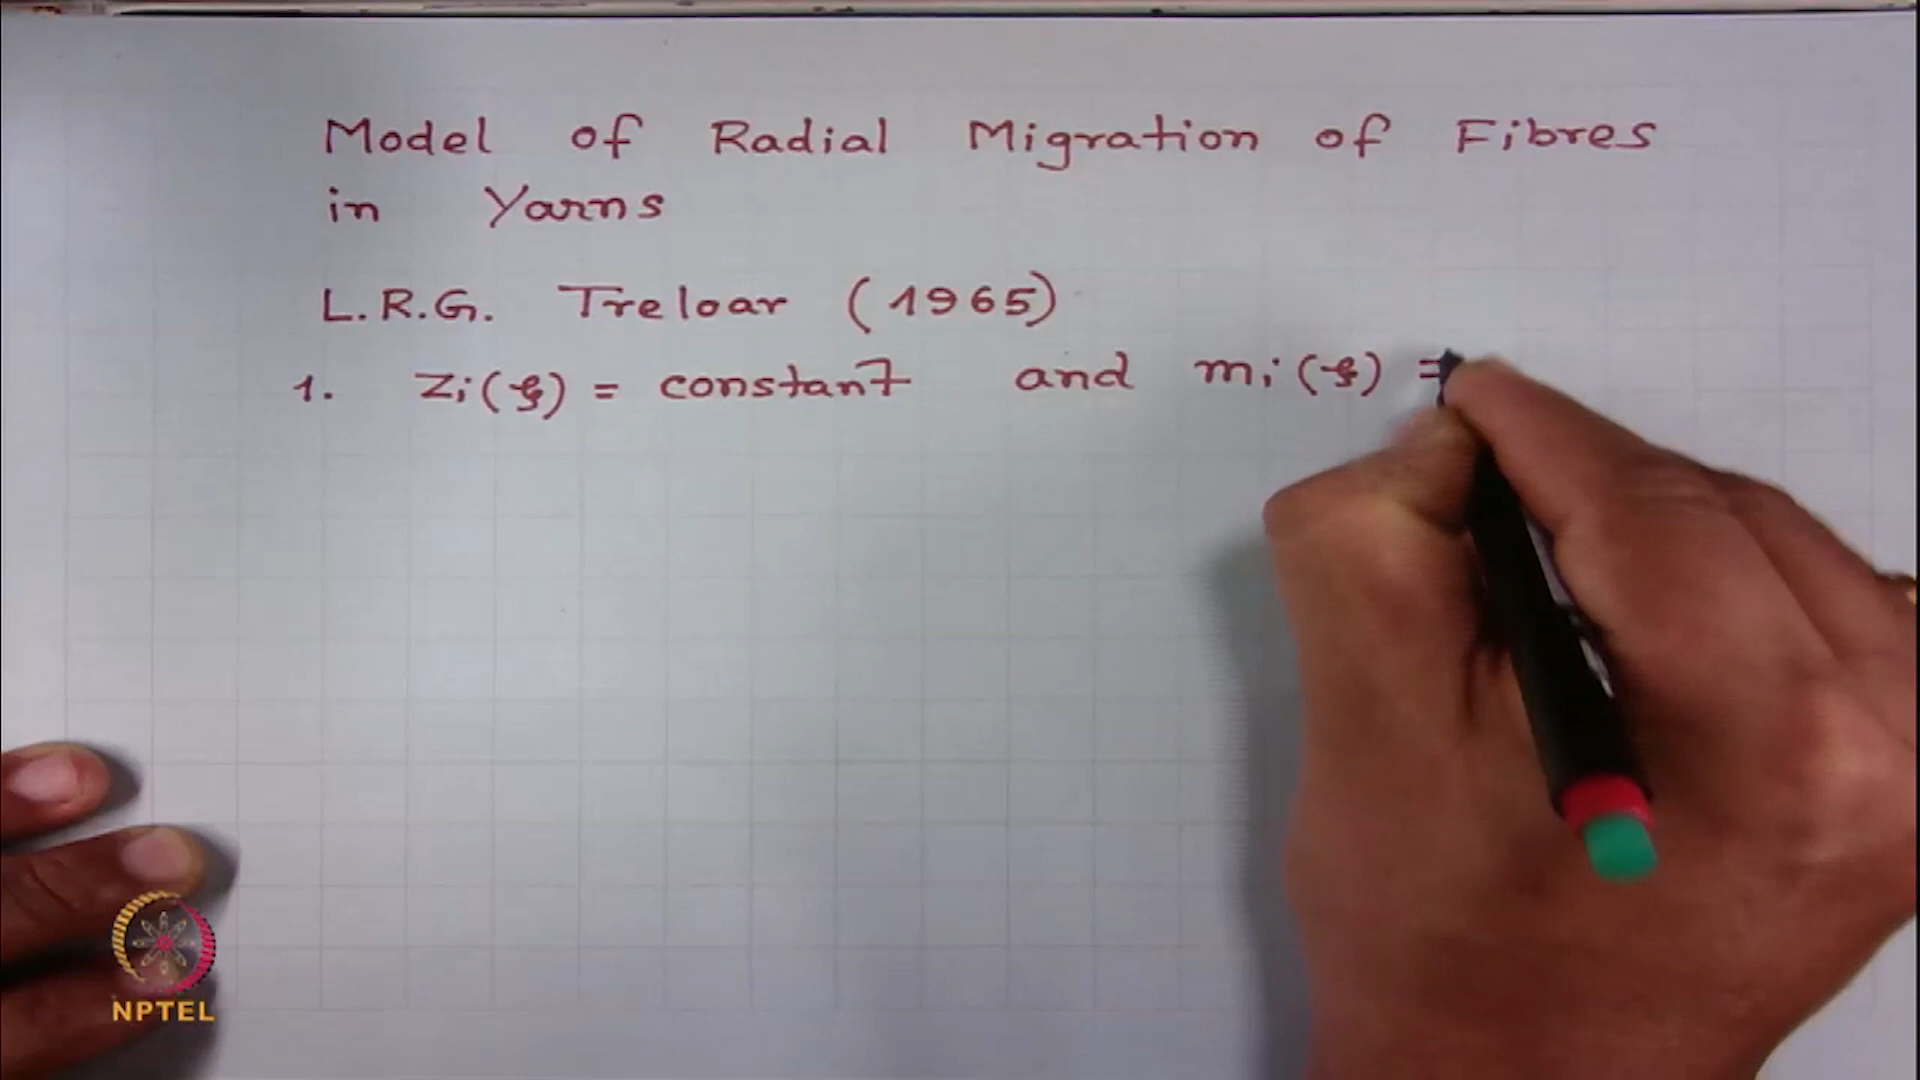 Model of Radial Migration of Fibres
in Yarns
L.R.G. Treloar (1965)
1. Zi(ξ) = constant and mi(ξ) =
NPTEL